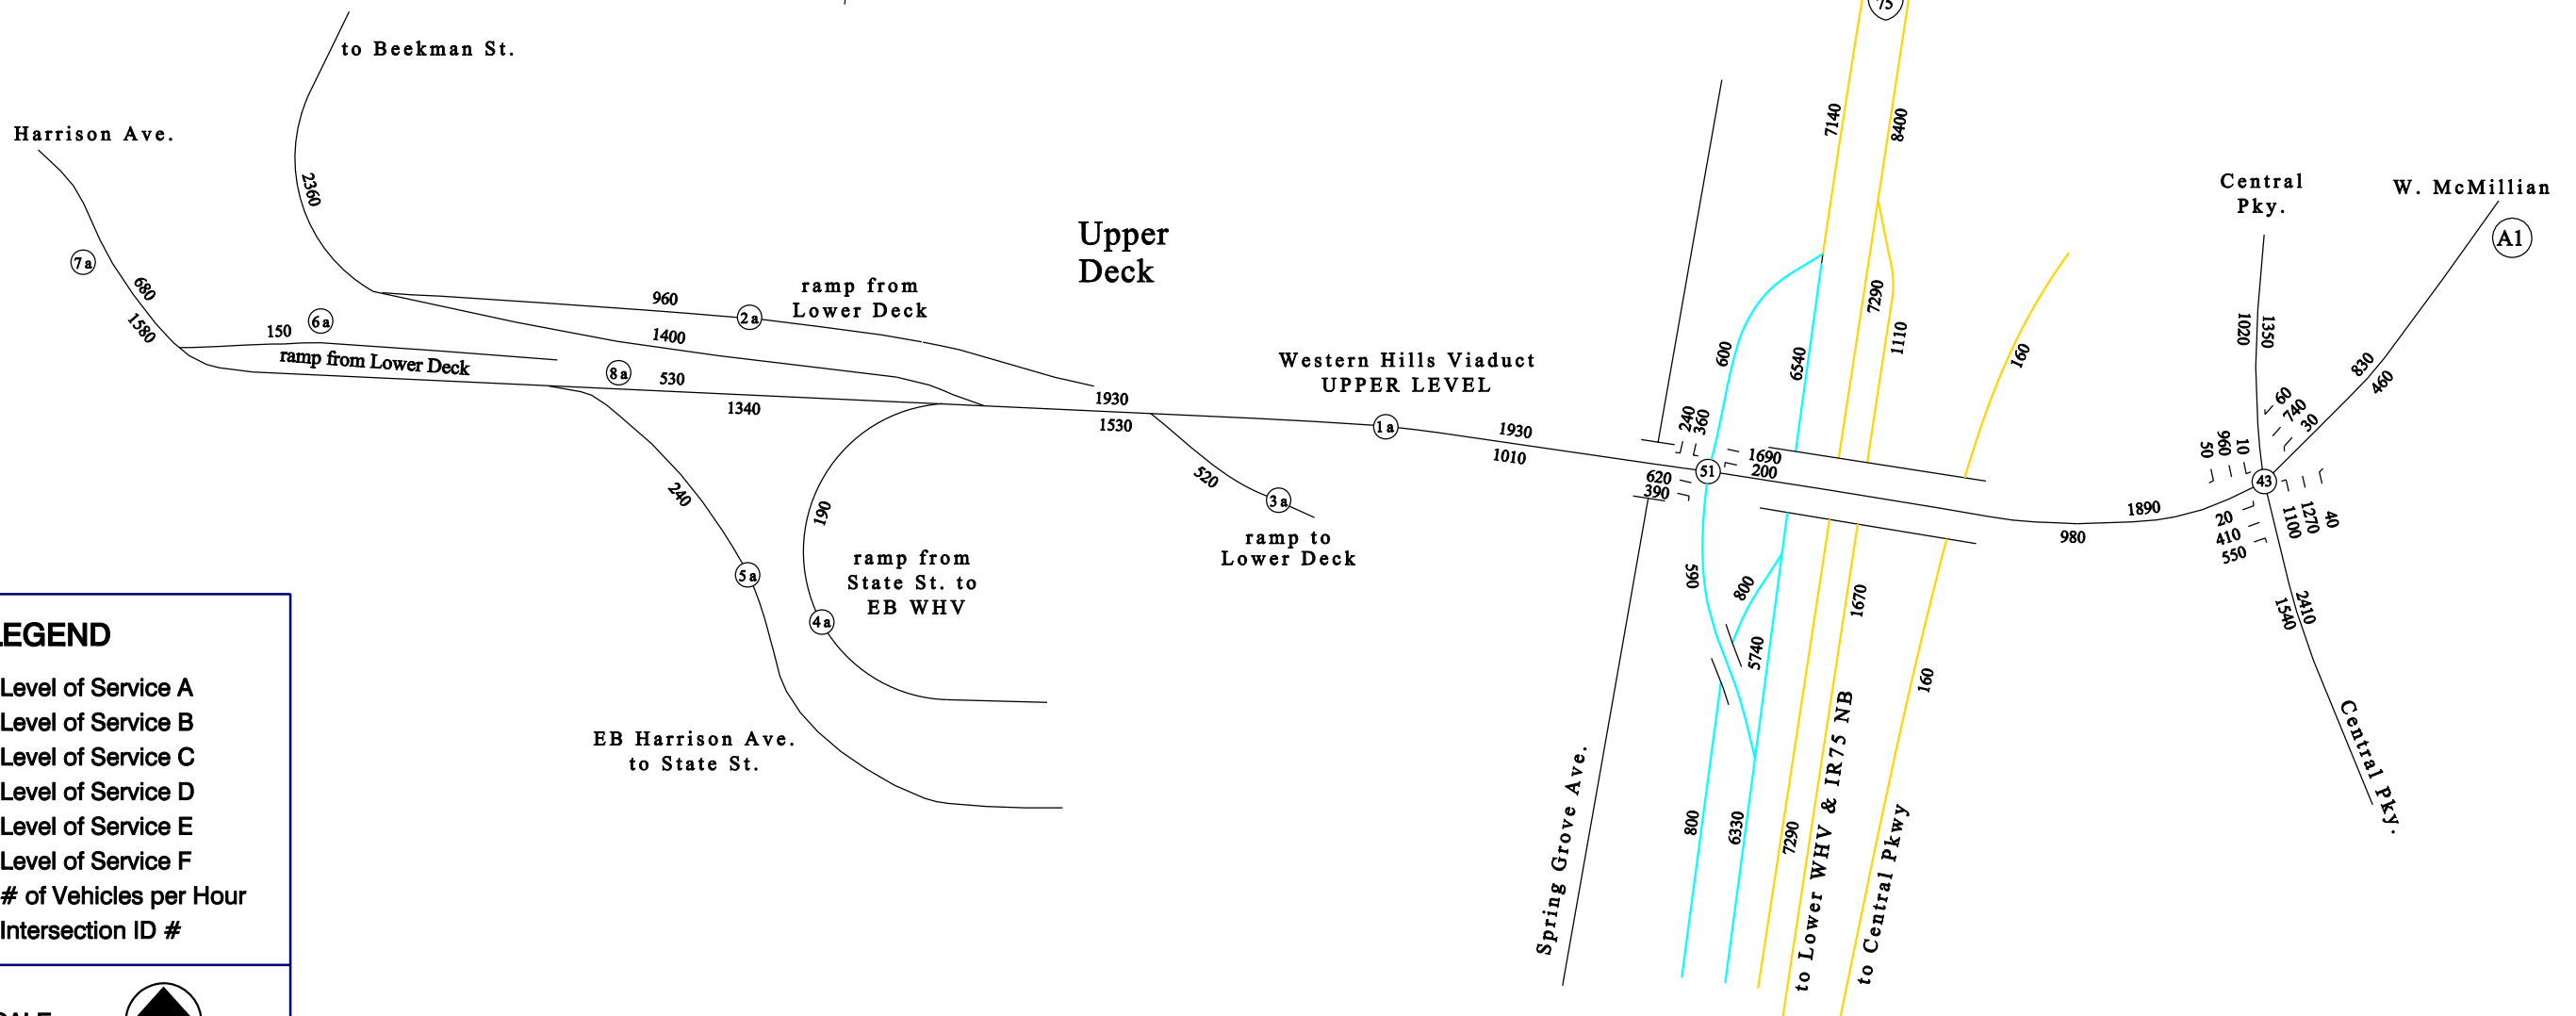 75
to Beekman St.
Harrison Ave.
2360
7a
680
1580
150
6a
ramp from Lower Deck
960
2a
ramp from
Lower Deck
1400
8a
530
1340
Upper
Deck
1930
1530
Western Hills Viaduct
UPPER LEVEL
1a
1930
1010
520
3a
ramp to
Lower Deck
240
190
5a
4a
ramp from
State St. to
EB WHV
EB Harrison Ave.
to State St.
7140
8400
7290
1110
600
6540
160
240
360
51
1690
200
620
390
590
800
5740
1670
160
800
6330
7290
Spring Grove Ave.
to Lower WHV & IR75 NB
to Central Pkwy
Central
Pky.
W. McMillian
A1
1020
1350
830
460
60
740
30
50
960
10
43
1890
980
20
410
550
1100
1270
40
1540
2410
Central Pky.
LEGEND
Level of Service A
Level of Service B
Level of Service C
Level of Service D
Level of Service E
Level of Service F
# of Vehicles per Hour
Intersection ID #